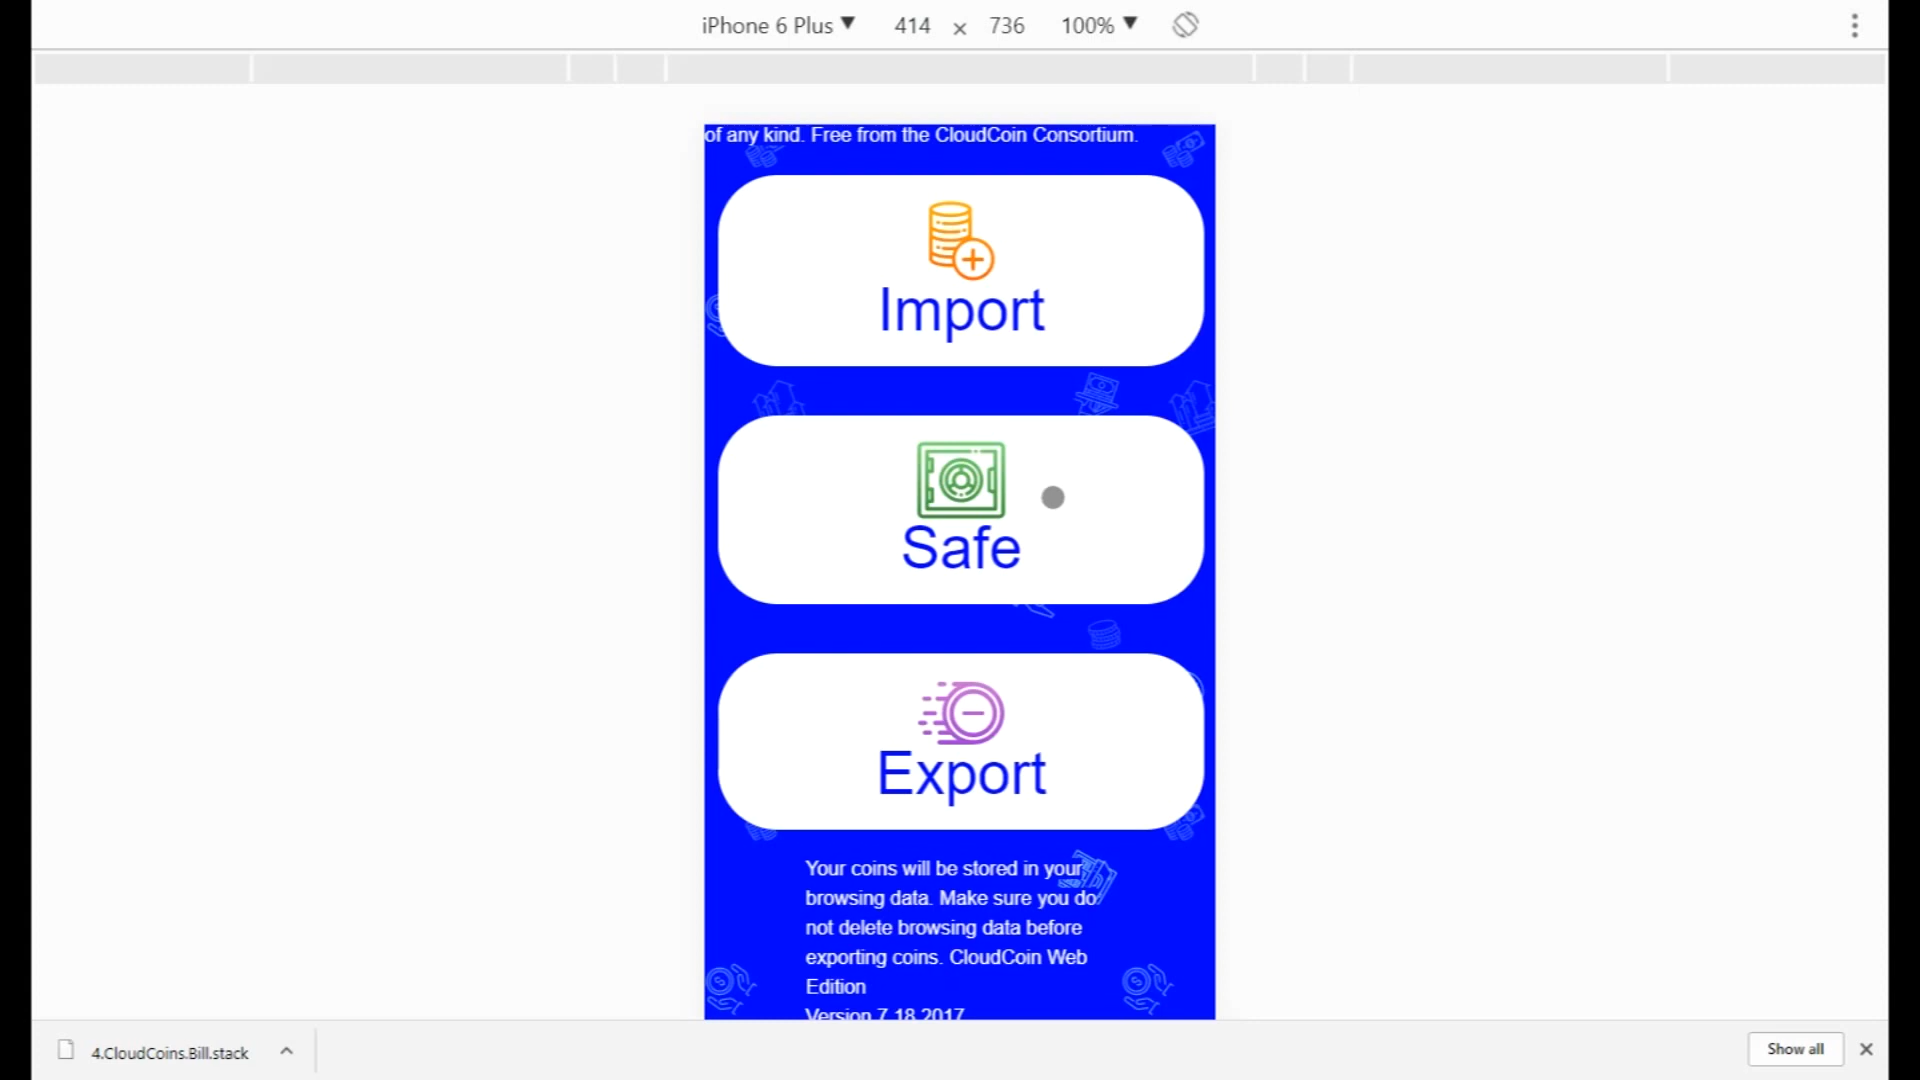 iPhone 6 Plus ▼ 414 × 736 100% ▼
of any kind. Free from the CloudCoin Consortium.
Import
Safe
Export
Your coins will be stored in your
browsing data. Make sure you do
not delete browsing data before
exporting coins. CloudCoin Web
Edition
Version 7.18.2017
4.CloudCoins.Bill.stack
Show all